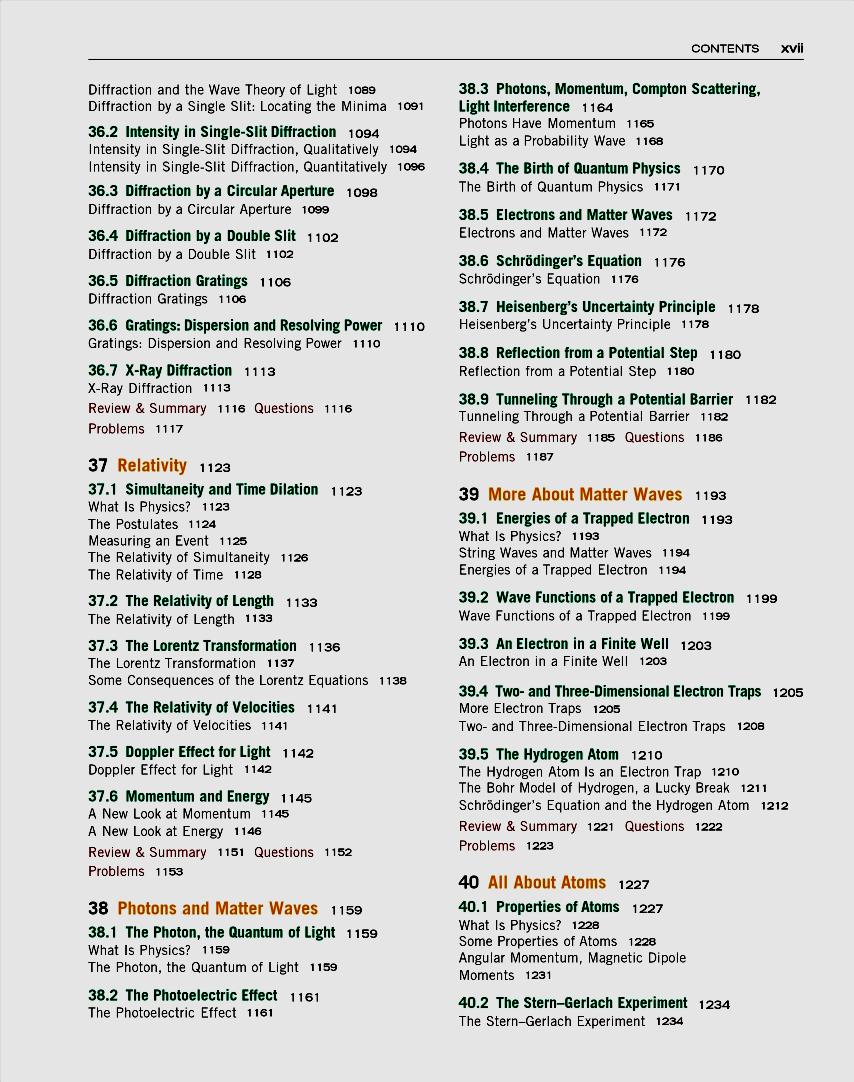 CONTENTS xvii
Diffraction and the Wave Theory of Light 1089
Diffraction by a Single Slit: Locating the Minima 1091
36.2 Intensity in Single-Slit Diffraction 1094
Intensity in Single-Slit Diffraction, Qualitatively 1094
Intensity in Single-Slit Diffraction, Quantitatively 1096
36.3 Diffraction by a Circular Aperture 1098
Diffraction by a Circular Aperture 1099
36.4 Diffraction by a Double Slit 1102
Diffraction by a Double Slit 1102
36.5 Diffraction Gratings 1106
Diffraction Gratings 1106
36.6 Gratings: Dispersion and Resolving Power 1110
Gratings: Dispersion and Resolving Power 1110
36.7 X-Ray Diffraction 1113
X-Ray Diffraction 1113
Review & Summary 1116 Questions 1116
Problems 1117
37 Relativity 1123
37.1 Simultaneity and Time Dilation 1123
What Is Physics? 1123
The Postulates 1124
Measuring an Event 1125
The Relativity of Simultaneity 1126
The Relativity of Time 1128
37.2 The Relativity of Length 1133
The Relativity of Length 1133
37.3 The Lorentz Transformation 1136
The Lorentz Transformation 1137
Some Consequences of the Lorentz Equations 1138
37.4 The Relativity of Velocities 1141
The Relativity of Velocities 1141
37.5 Doppler Effect for Light 1142
Doppler Effect for Light 1142
37.6 Momentum and Energy 1145
A New Look at Momentum 1145
A New Look at Energy 1146
Review & Summary 1151 Questions 1152
Problems 1153
38 Photons and Matter Waves 1159
38.1 The Photon, the Quantum of Light 1159
What Is Physics? 1159
The Photon, the Quantum of Light 1159
38.2 The Photoelectric Effect 1161
The Photoelectric Effect 1161
38.3 Photons, Momentum, Compton Scattering,
Light Interference 1164
Photons Have Momentum 1165
Light as a Probability Wave 1168
38.4 The Birth of Quantum Physics 1170
The Birth of Quantum Physics 1171
38.5 Electrons and Matter Waves 1172
Electrons and Matter Waves 1172
38.6 Schrödinger's Equation 1176
Schrödinger's Equation 1176
38.7 Heisenberg's Uncertainty Principle 1178
Heisenberg's Uncertainty Principle 1178
38.8 Reflection from a Potential Step 1180
Reflection from a Potential Step 1180
38.9 Tunneling Through a Potential Barrier 1182
Tunneling Through a Potential Barrier 1182
Review & Summary 1185 Questions 1186
Problems 1187
39 More About Matter Waves 1193
39.1 Energies of a Trapped Electron 1193
What Is Physics? 1193
String Waves and Matter Waves 1194
Energies of a Trapped Electron 1194
39.2 Wave Functions of a Trapped Electron 1199
Wave Functions of a Trapped Electron 1199
39.3 An Electron in a Finite Well 1203
An Electron in a Finite Well 1203
39.4 Two- and Three-Dimensional Electron Traps 1205
More Electron Traps 1205
Two- and Three-Dimensional Electron Traps 1208
39.5 The Hydrogen Atom 1210
The Hydrogen Atom Is an Electron Trap 1210
The Bohr Model of Hydrogen, a Lucky Break 1211
Schrödinger's Equation and the Hydrogen Atom 1212
Review & Summary 1221 Questions 1222
Problems 1223
40 All About Atoms 1227
40.1 Properties of Atoms 1227
What Is Physics? 1228
Some Properties of Atoms 1228
Angular Momentum, Magnetic Dipole
Moments 1231
40.2 The Stern–Gerlach Experiment 1234
The Stern–Gerlach Experiment 1234